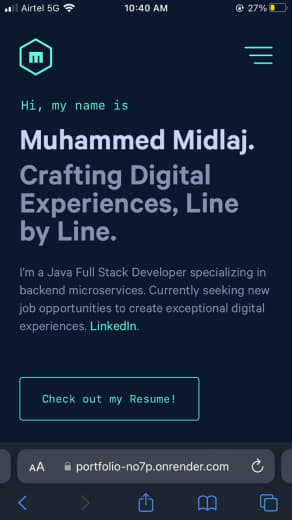 Airtel 5G 10:40 AM 27%
m
Hi, my name is
Muhammed Midlaj.
Crafting Digital
Experiences, Line
by Line.
I'm a Java Full Stack Developer specializing in
backend microservices. Currently seeking new
job opportunities to create exceptional digital
experiences. LinkedIn.
Check out my Resume!
AA portfolio-no7p.onrender.com